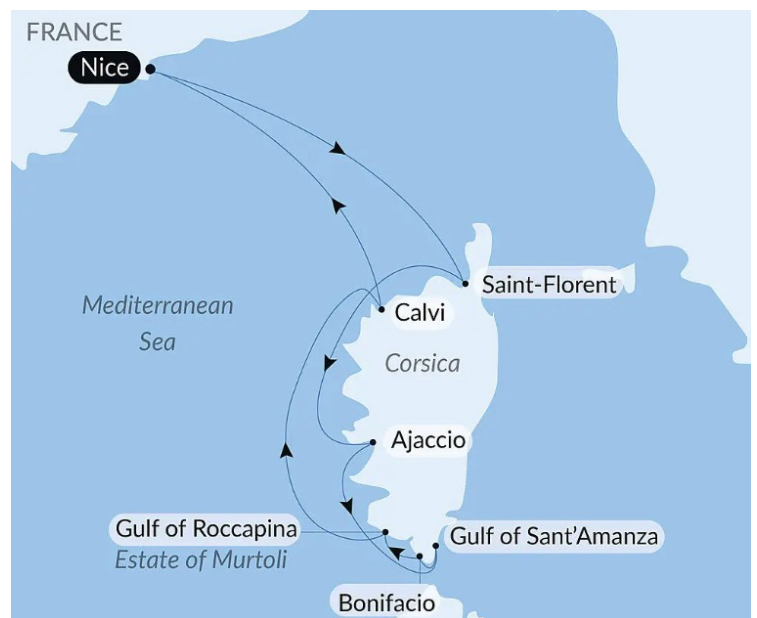 FRANCE
Nice
Saint-Florent
Mediterranean
Sea
Calvi
Corsica
Ajaccio
Gulf of Roccapina
Estate of Murtoli
Gulf of Sant'Amanza
Bonifacio